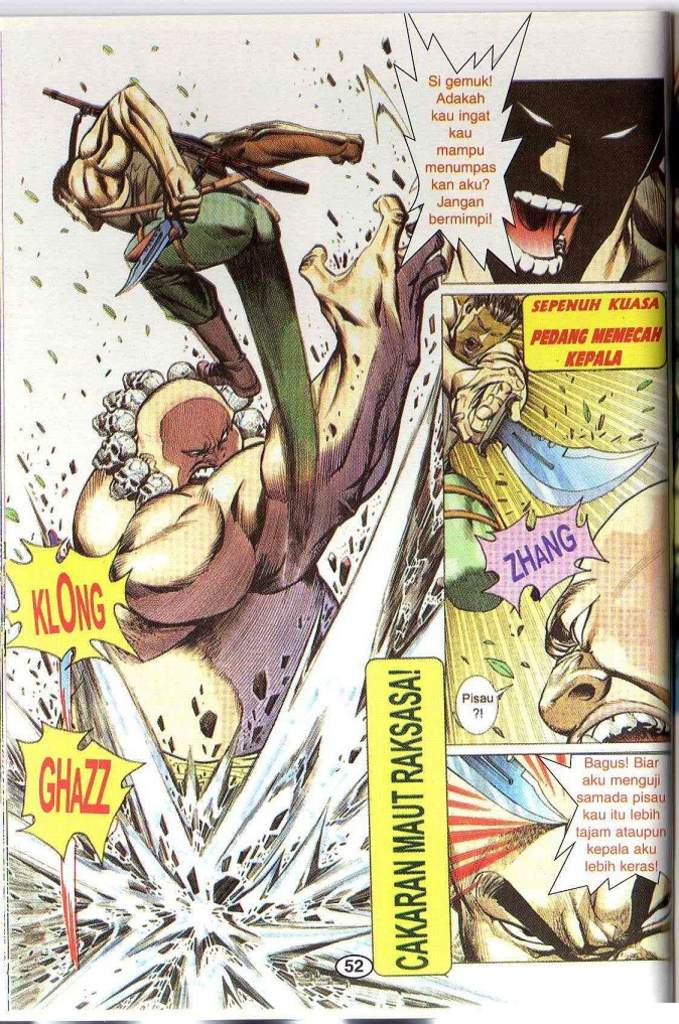 Si gemuk!
Adakah
kau ingat
kau
mampu
menumpas
kan aku?
Jangan
bermimpi!
SEPENUH KUASA
PEDANG MEMECAH
KEPALA
ZHANG
KLONG
GHAZZ
CAKARAN MAUT RAKSASA!
Pisau
?!
Bagus! Biar
aku menguji
samada pisau
kau itu lebih
tajam ataupun
kepala aku
lebih keras!
52